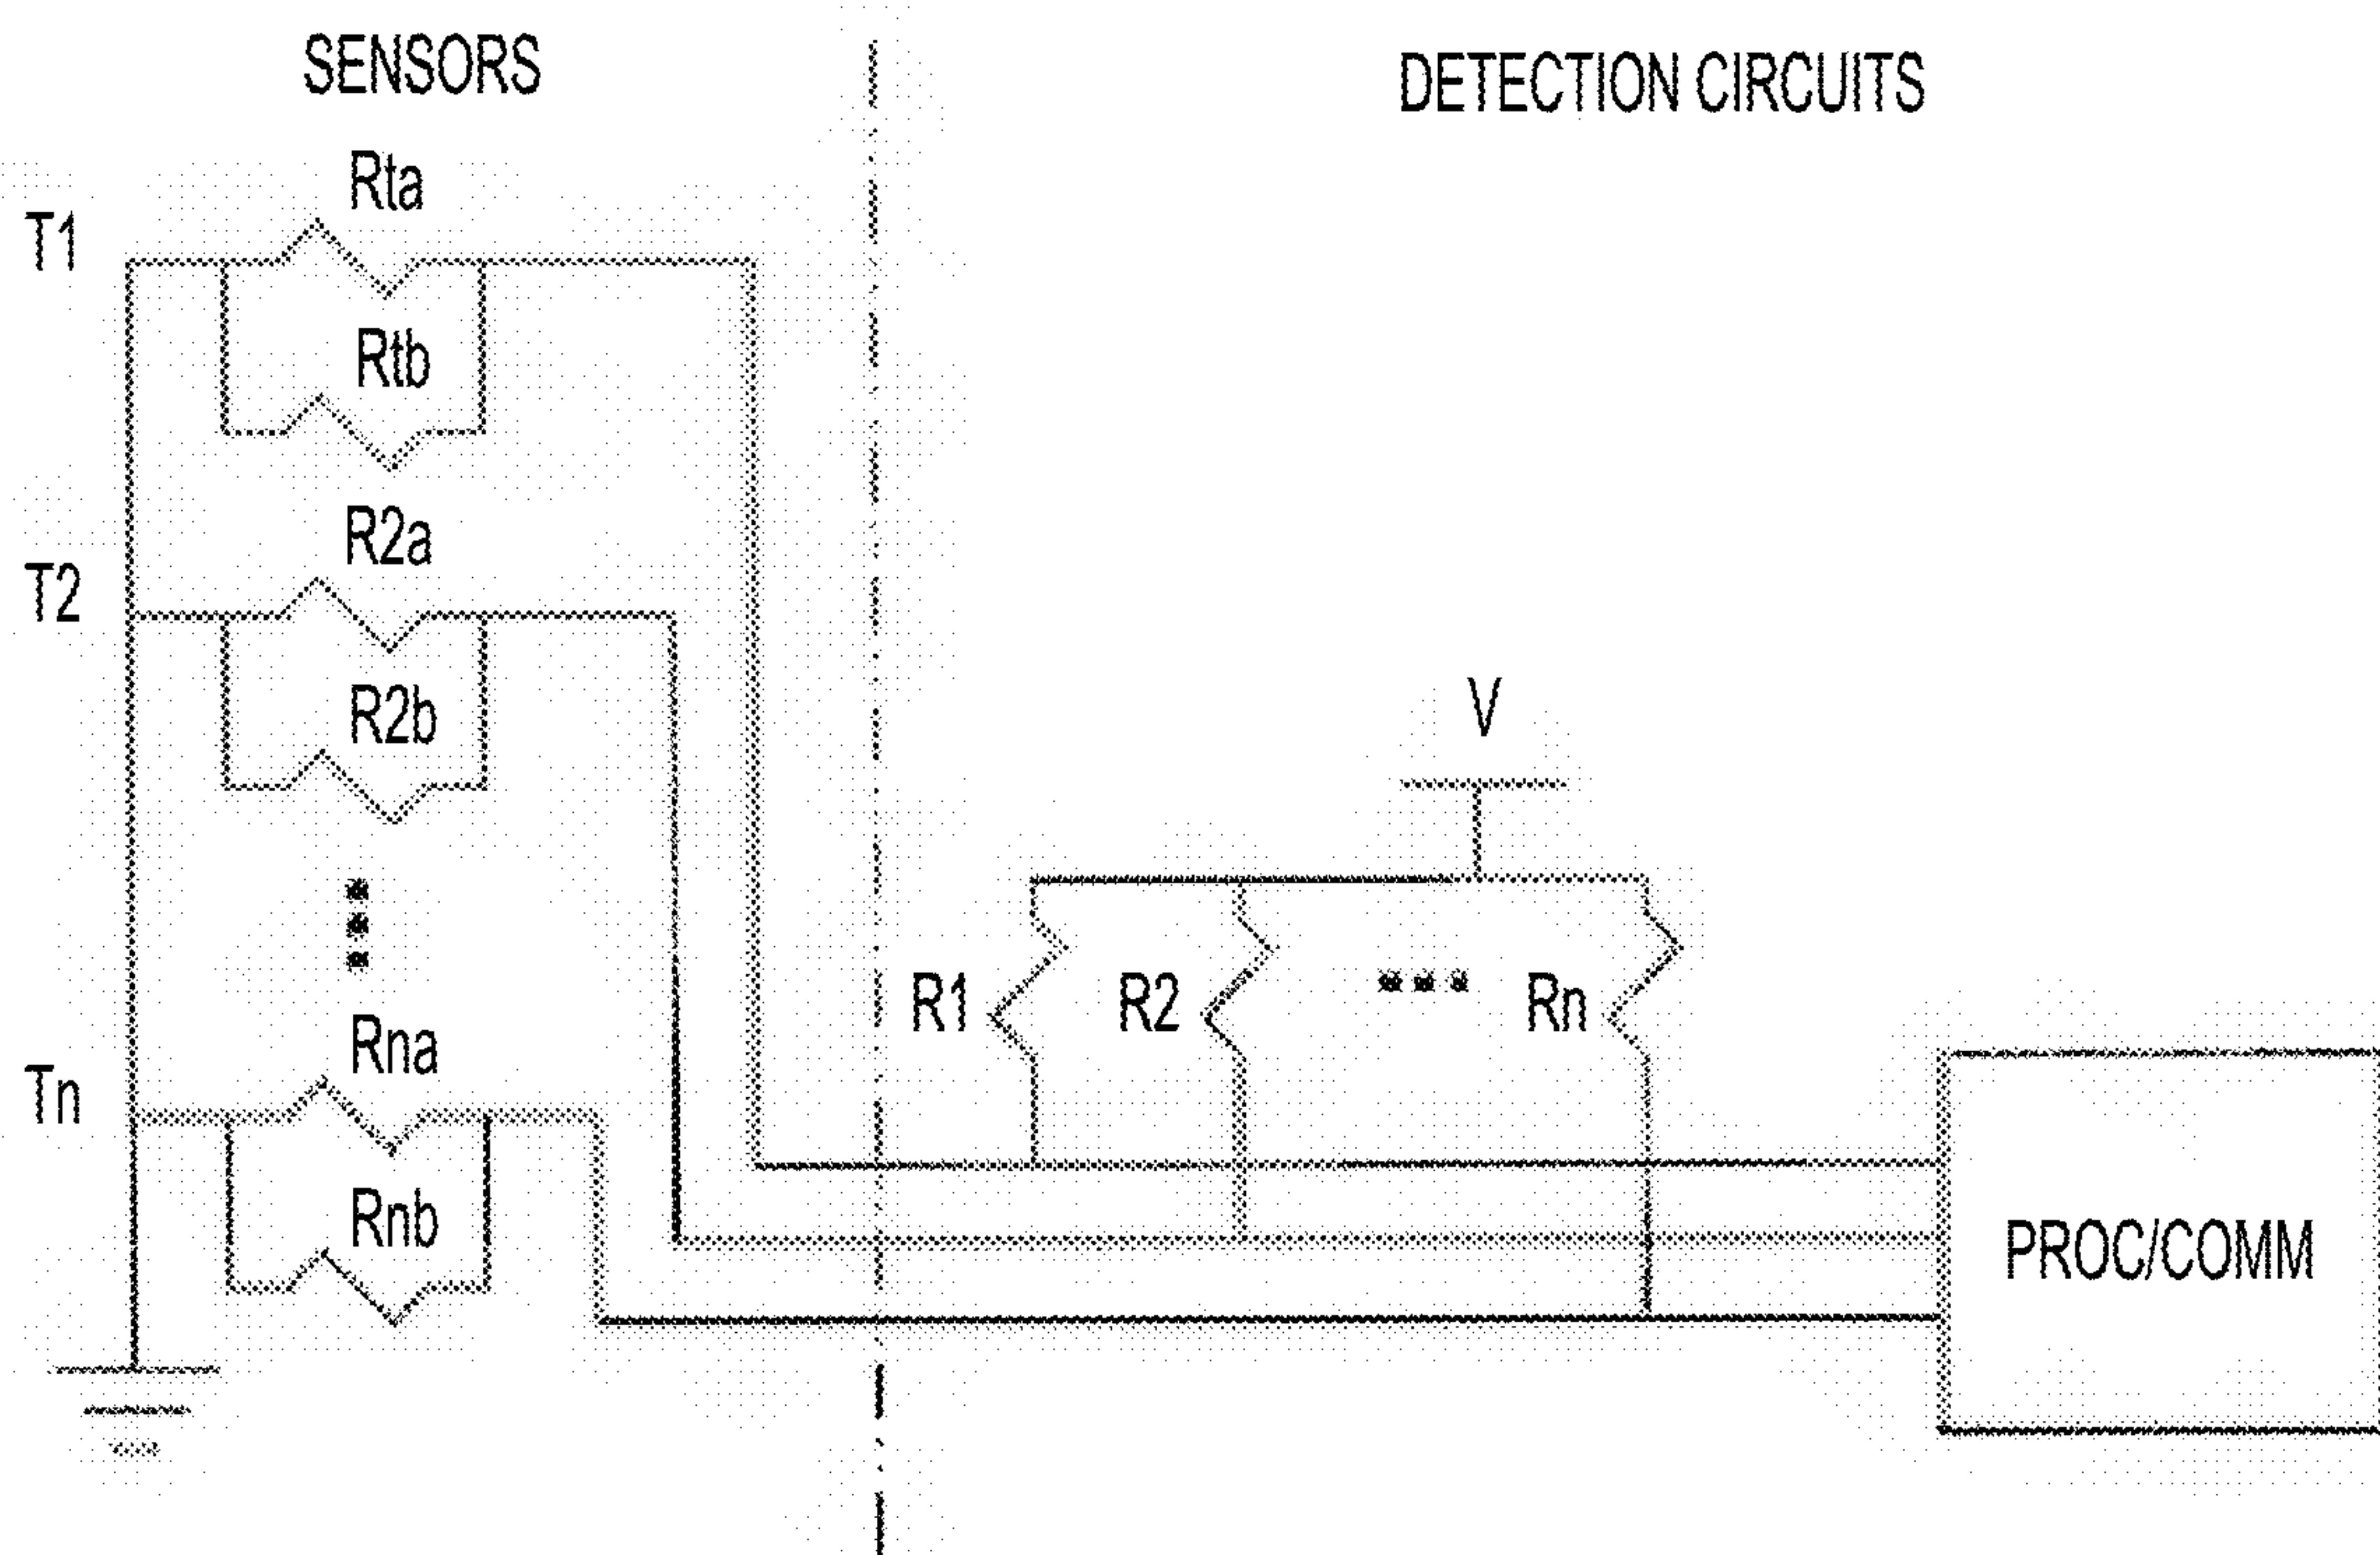 SENSORS
DETECTION CIRCUITS
Rta
T1
Rtb
R2a
T2
R2b
V
R1
R2
Rn
Rna
Tn
Rnb
PROC/COMM